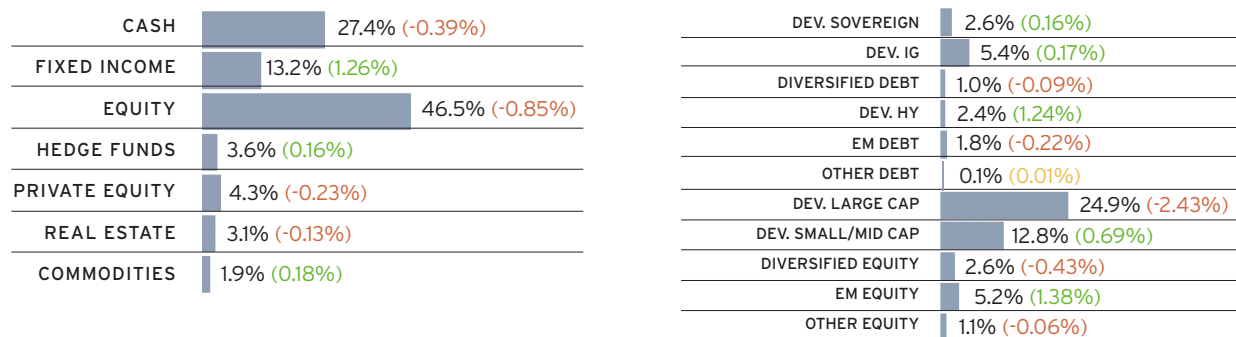 CASH 27.4% (-0.39%)
FIXED INCOME 13.2% (1.26%)
EQUITY 46.5% (-0.85%)
HEDGE FUNDS 3.6% (0.16%)
PRIVATE EQUITY 4.3% (-0.23%)
REAL ESTATE 3.1% (-0.13%)
COMMODITIES 1.9% (0.18%)
DEV. SOVEREIGN 2.6% (0.16%)
DEV. IG 5.4% (0.17%)
DIVERSIFIED DEBT 1.0% (-0.09%)
DEV. HY 2.4% (1.24%)
EM DEBT 1.8% (-0.22%)
OTHER DEBT 0.1% (0.01%)
DEV. LARGE CAP 24.9% (-2.43%)
DEV. SMALL/MID CAP 12.8% (0.69%)
DIVERSIFIED EQUITY 2.6% (-0.43%)
EM EQUITY 5.2% (1.38%)
OTHER EQUITY 1.1% (-0.06%)